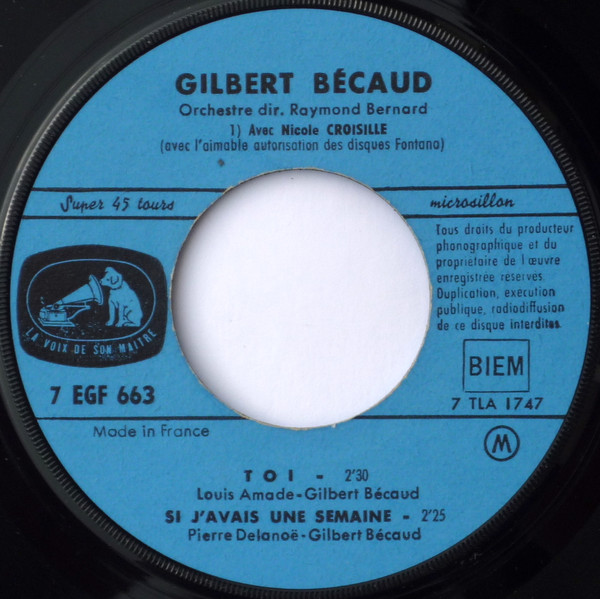 GILBERT BÉCAUD
Orchestre dir. Raymond Bernard
1) Avec Nicole CROISILLE
(avec l'aimable autorisation des disques Fontana)
Super 45 tours
microsillon
Tous droits du producteur
phonographique et du
propriétaire de l'œuvre
enregistrée réservés.
Duplication, exécution
publique, radiodiffusion
de ce disque interdites.
LA VOIX DE SON MAITRE
7 EGF 663
BIEM
7 TLA 1747
Made in France
M
TOI - 2'30
Louis Amade-Gilbert Bécaud
SI J'AVAIS UNE SEMAINE - 2'25
Pierre Delanoë-Gilbert Bécaud